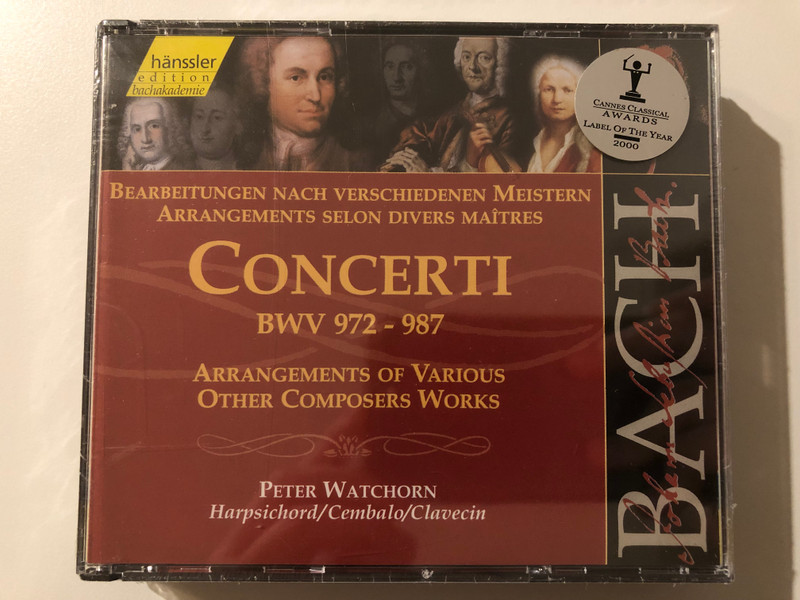 hänssler
edition
bachakademie
CANNES CLASSICAL
AWARDS
LABEL OF THE YEAR
2000
BEARBEITUNGEN NACH VERSCHIEDENEN MEISTERN
ARRANGEMENTS SELON DIVERS MAÎTRES
CONCERTI
BWV 972 - 987
ARRANGEMENTS OF VARIOUS
OTHER COMPOSERS WORKS
PETER WATCHORN
Harpsichord/Cembalo/Clavecin
BACH